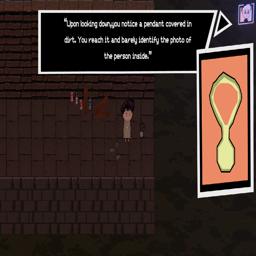 "Upon looking down,you notice a pendant covered in
dirt. You reach it and barely identify the photo of
the person inside."